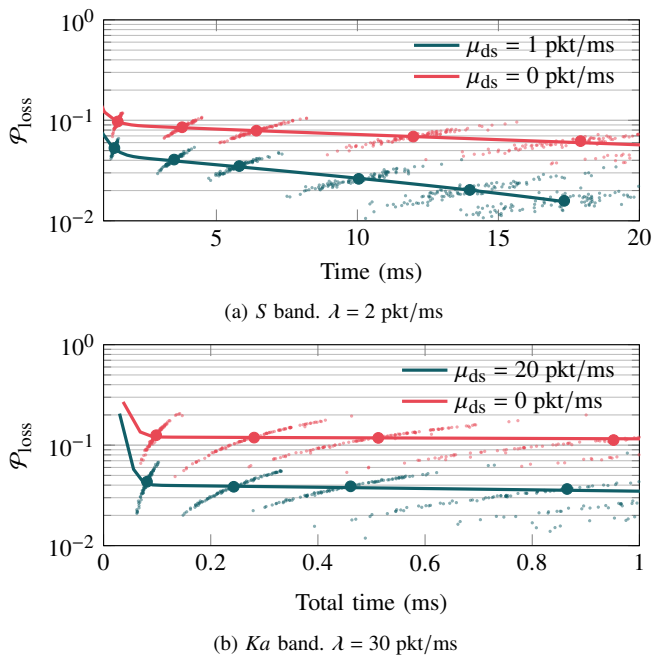 10^0
μ_ds = 1 pkt/ms
μ_ds = 0 pkt/ms
10^-1
𝒫_loss
10^-2
5 10 15 20
Time (ms)
(a) S band. λ = 2 pkt/ms
10^0
μ_ds = 20 pkt/ms
μ_ds = 0 pkt/ms
10^-1
𝒫_loss
10^-2
0 0.2 0.4 0.6 0.8 1
Total time (ms)
(b) Ka band. λ = 30 pkt/ms